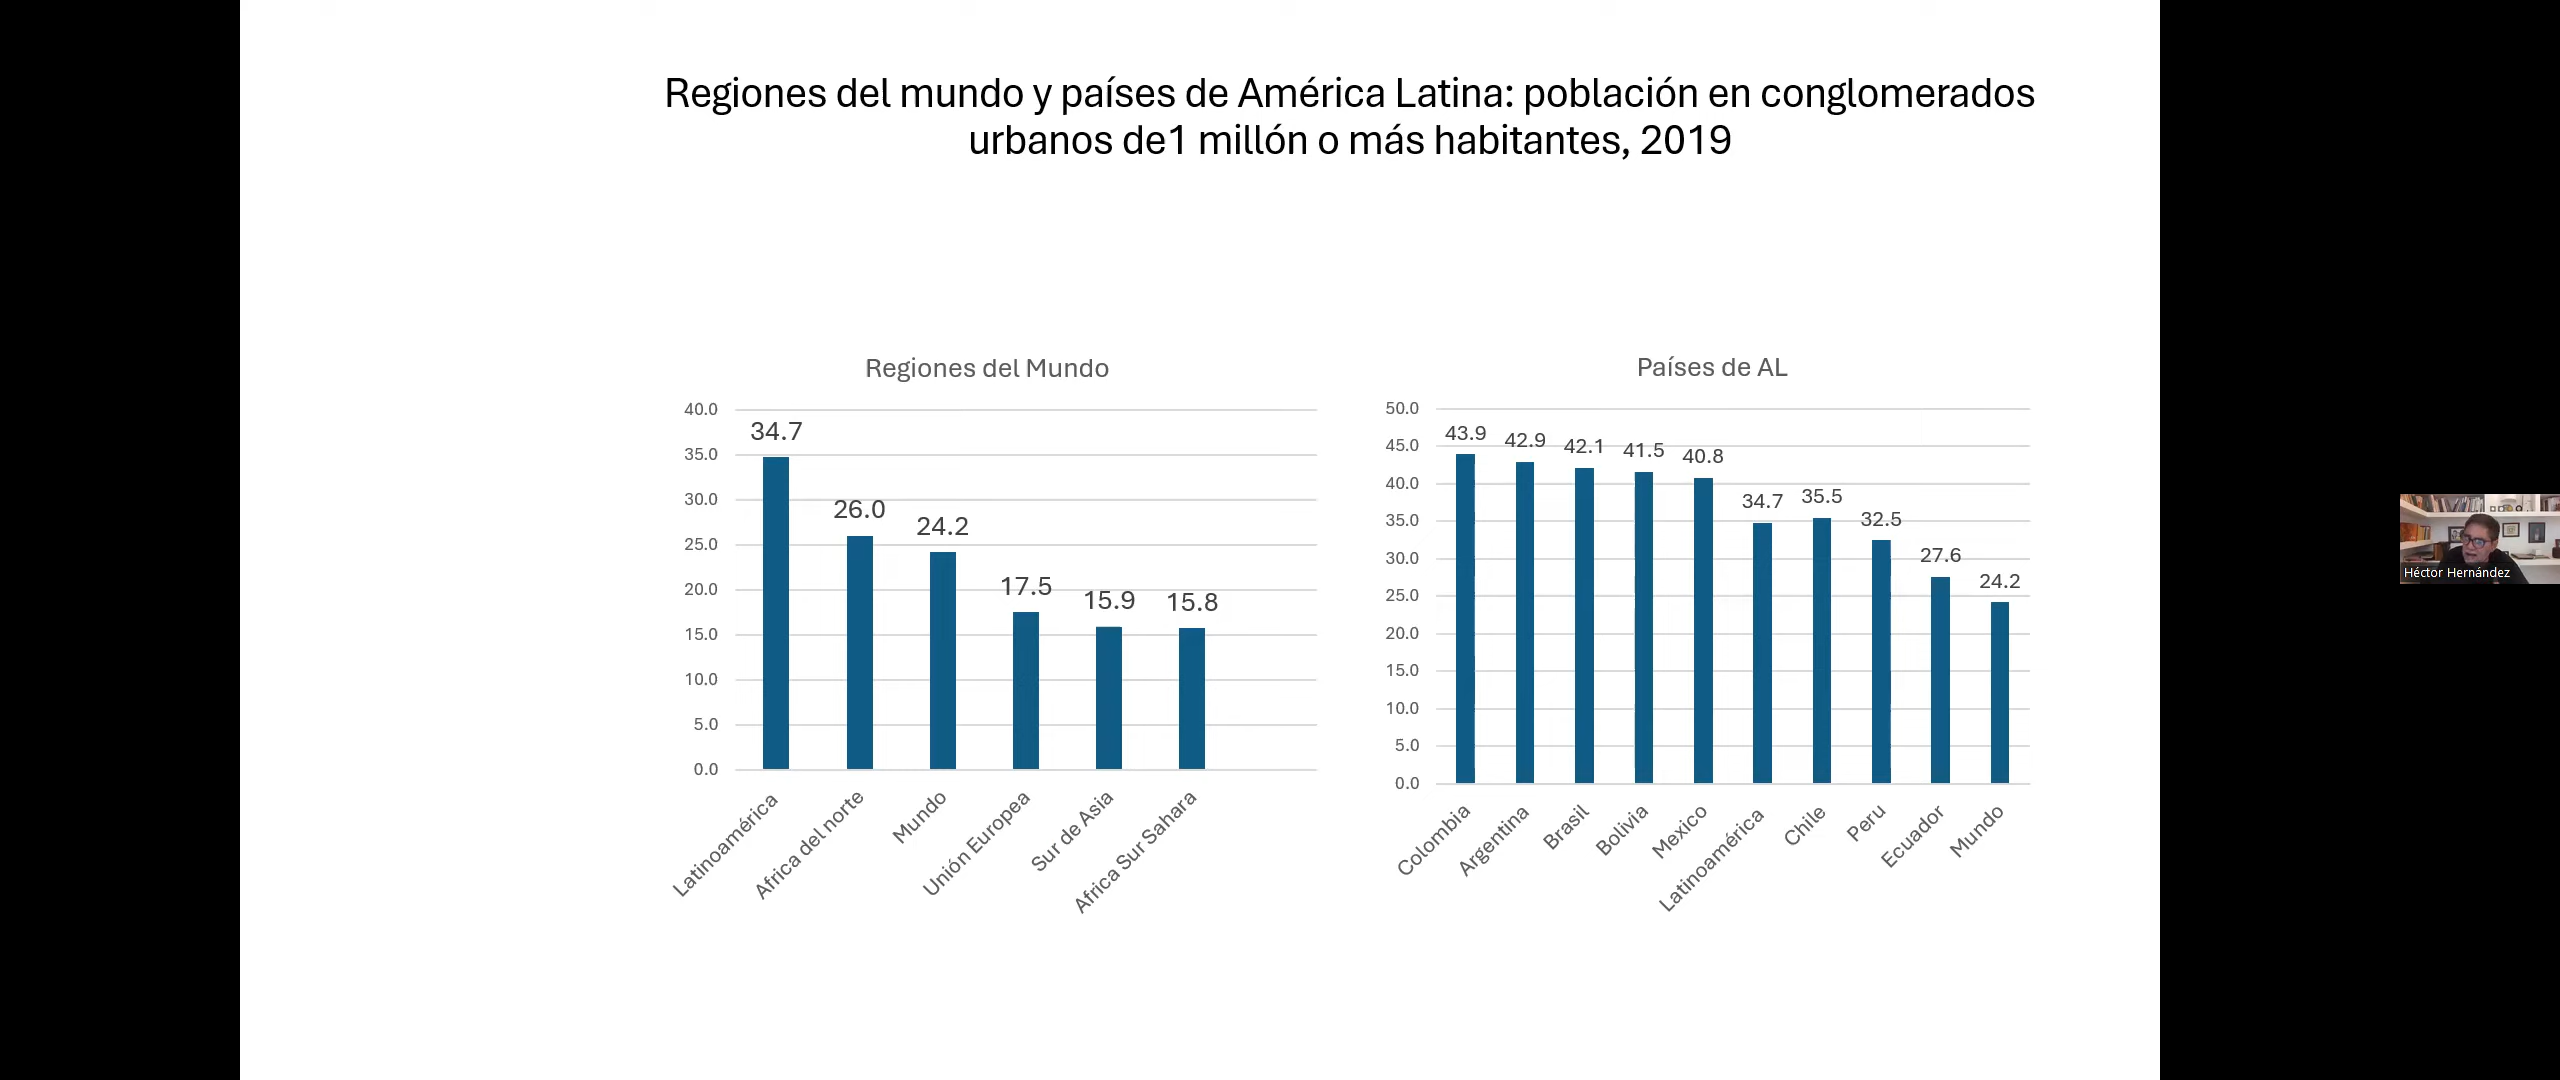 Regiones del mundo y países de América Latina: población en conglomerados
urbanos de1 millón o más habitantes, 2019
Regiones del Mundo
40.0
35.0
30.0
25.0
20.0
15.0
10.0
5.0
0.0
34.7
26.0
24.2
17.5
15.9
15.8
Latinoamérica
Africa del norte
Mundo
Unión Europea
Sur de Asia
Africa Sur Sahara
Países de AL
50.0
45.0
40.0
35.0
30.0
25.0
20.0
15.0
10.0
5.0
0.0
43.9
42.9
42.1
41.5
40.8
34.7
35.5
32.5
27.6
24.2
Colombia
Argentina
Brasil
Bolivia
Mexico
Latinoamérica
Chile
Peru
Ecuador
Mundo
Héctor Hernández